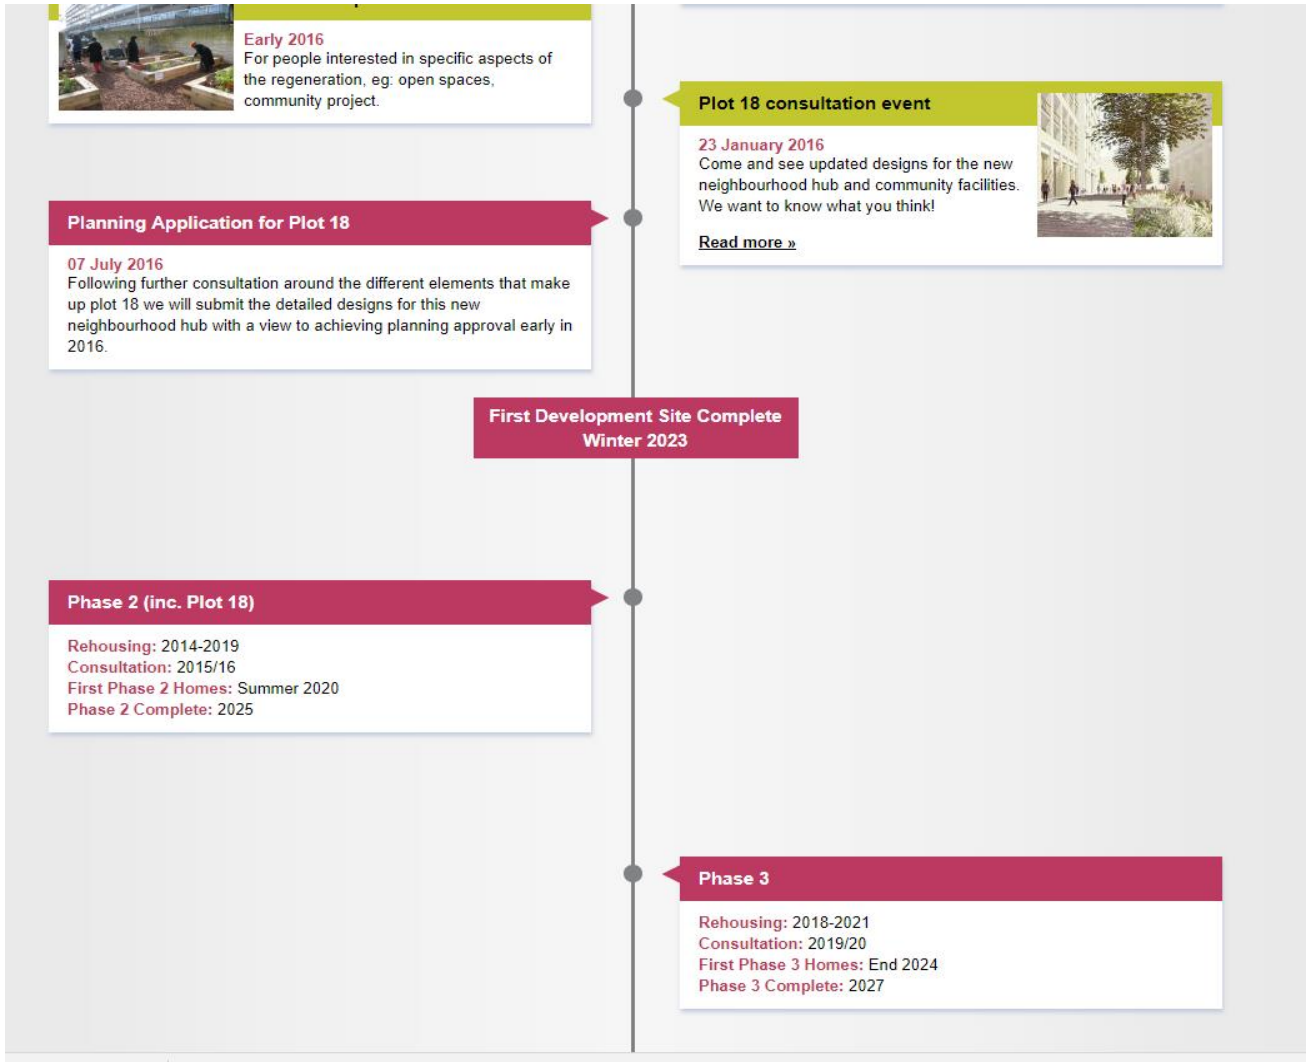 Early 2016
For people interested in specific aspects of
the regeneration, eg: open spaces,
community project.
Plot 18 consultation event
23 January 2016
Come and see updated designs for the new
neighbourhood hub and community facilities.
We want to know what you think!
Read more »
Planning Application for Plot 18
07 July 2016
Following further consultation around the different elements that make
up plot 18 we will submit the detailed designs for this new
neighbourhood hub with a view to achieving planning approval early in
2016.
First Development Site Complete
Winter 2023
Phase 2 (inc. Plot 18)
Rehousing: 2014-2019
Consultation: 2015/16
First Phase 2 Homes: Summer 2020
Phase 2 Complete: 2025
Phase 3
Rehousing: 2018-2021
Consultation: 2019/20
First Phase 3 Homes: End 2024
Phase 3 Complete: 2027